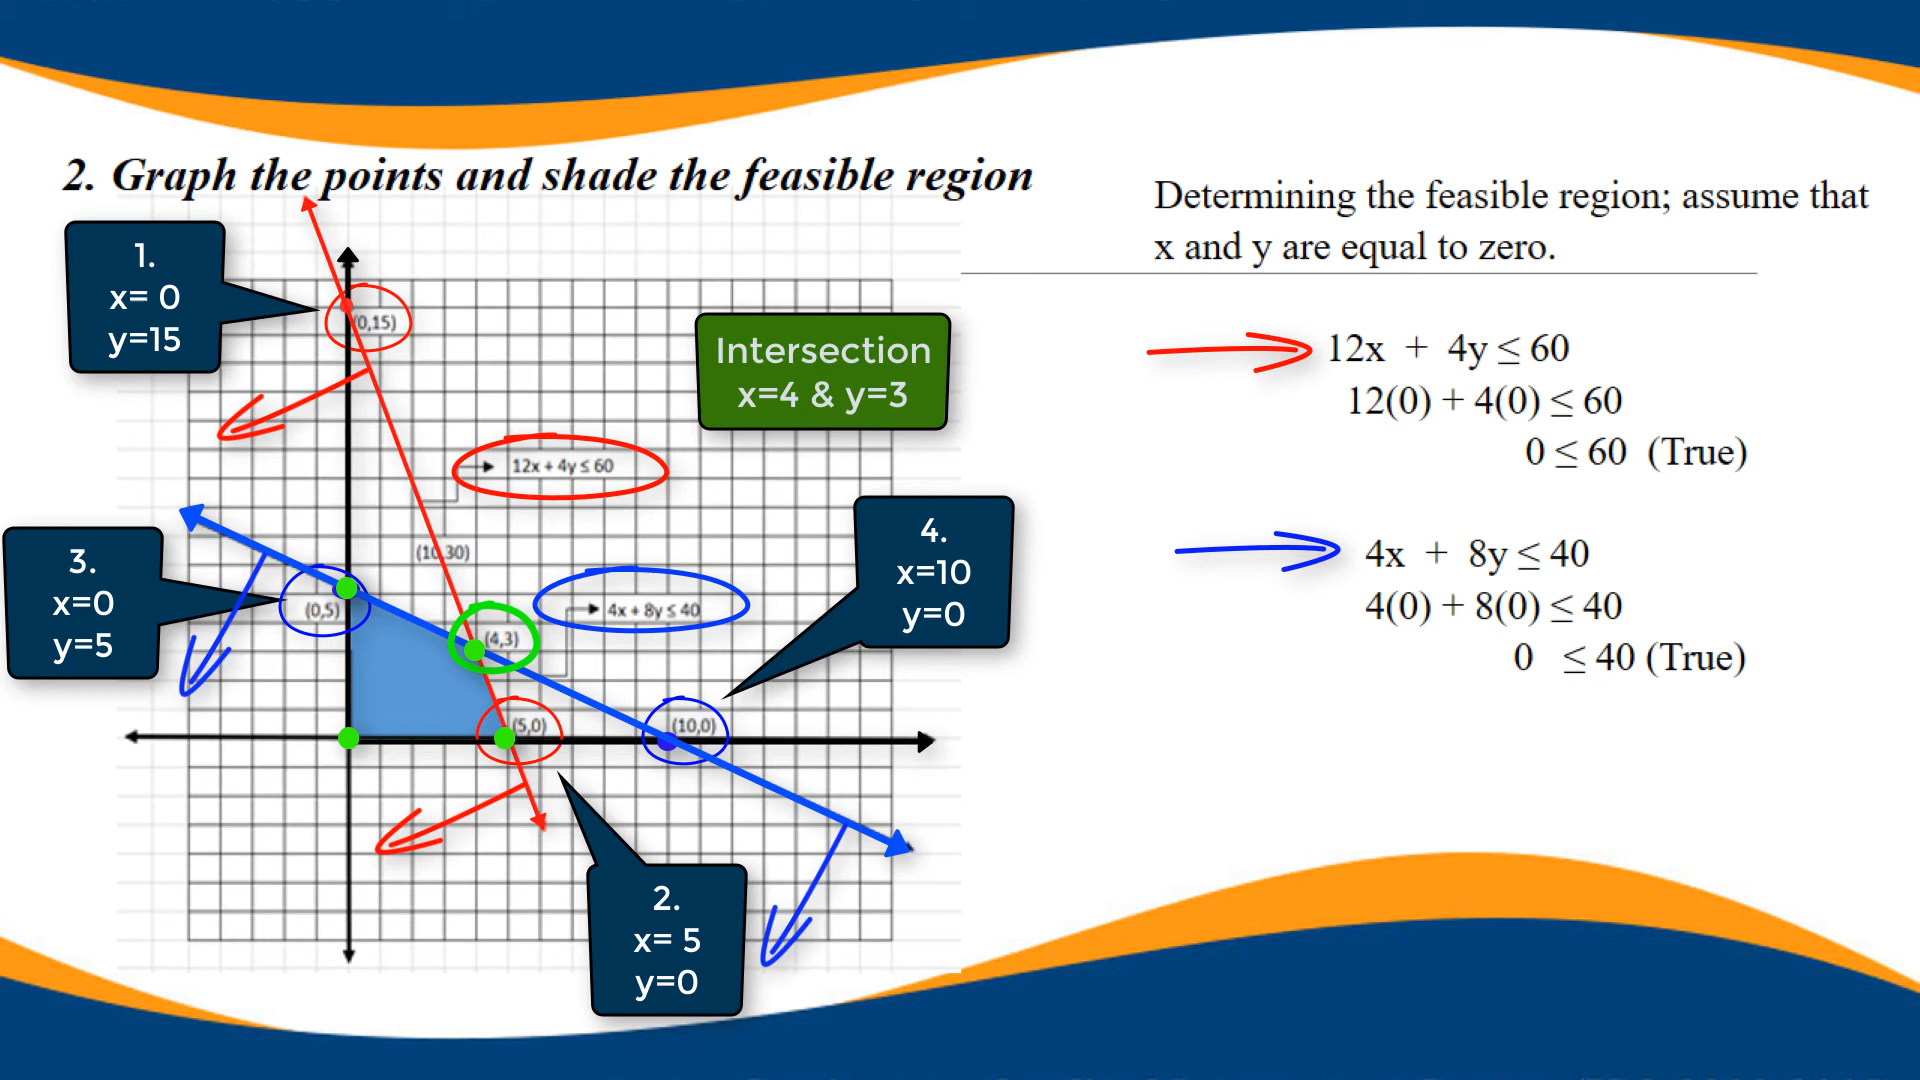 2. Graph the points and shade the feasible region
Determining the feasible region; assume that
x and y are equal to zero.
1.
x= 0
y=15
(0,15)
Intersection
x=4 & y=3
12x + 4y ≤ 60
12(0) + 4(0) ≤ 60
0 ≤ 60 (True)
12x + 4y ≤ 60
(10,30)
3.
x=0
y=5
(0,5)
4x + 8y ≤ 40
(4,3)
4.
x=10
y=0
4x + 8y ≤ 40
4(0) + 8(0) ≤ 40
0 ≤ 40 (True)
(5,0)
(10,0)
2.
x= 5
y=0